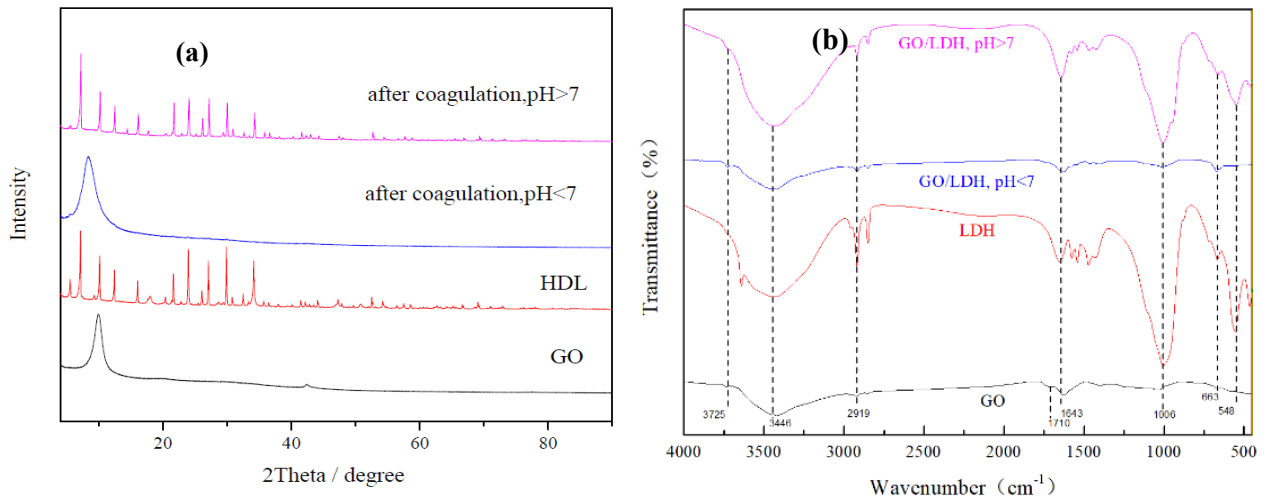 (a)
after coagulation,pH>7
after coagulation,pH<7
HDL
GO
Intensity
0 20 40 60 80
2Theta / degree
(b)
GO/LDH, pH>7
GO/LDH, pH<7
LDH
GO
3725
3446
2919
1710
1643
1006
663
548
Transmittance (%)
4000 3500 3000 2500 2000 1500 1000 500
Wavenumber (cm⁻¹)